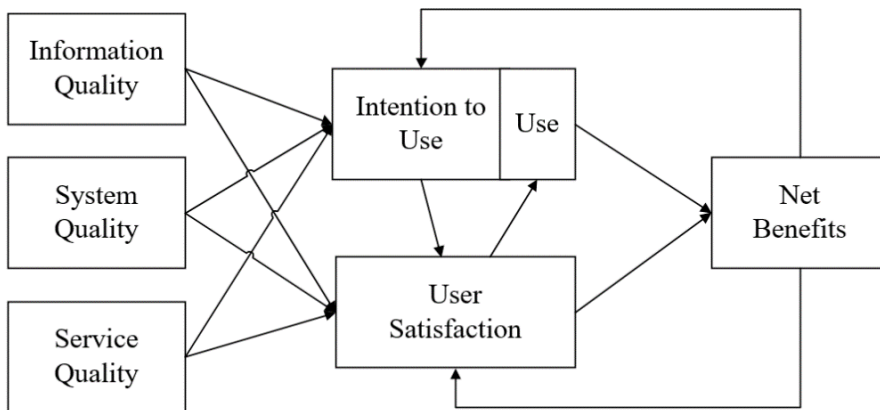 Information
Quality
System
Quality
Service
Quality
Intention to
Use
Use
User
Satisfaction
Net
Benefits